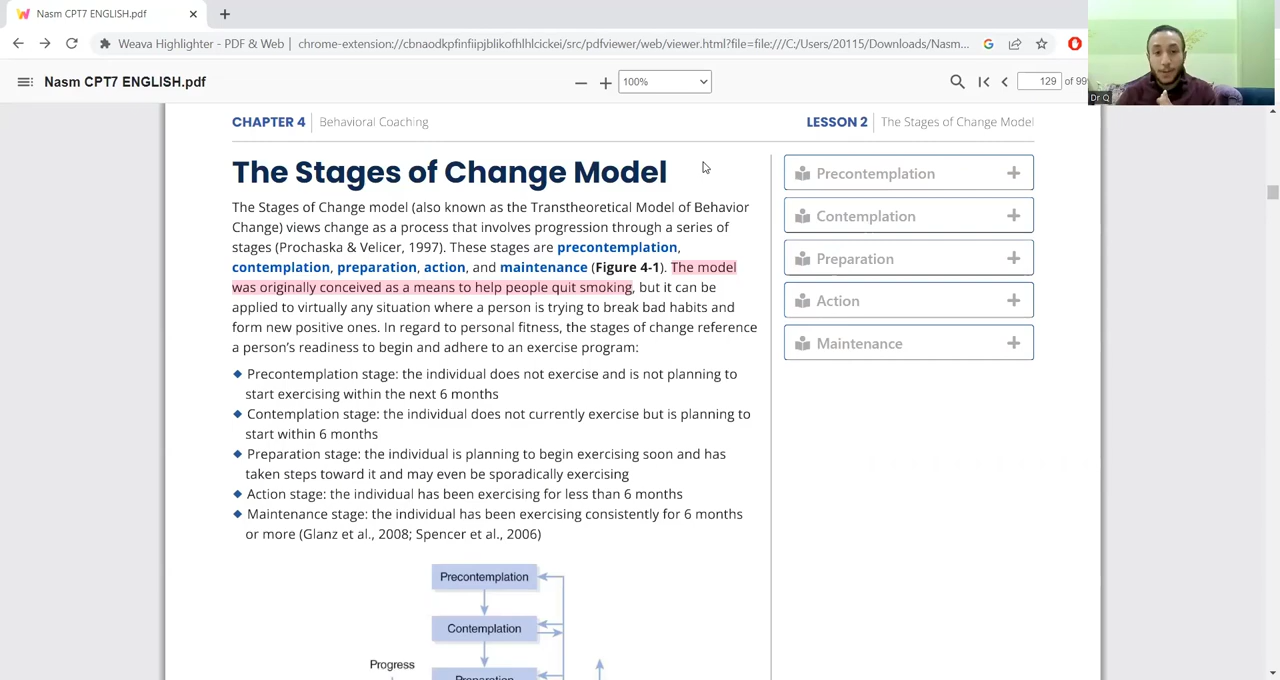 Nasm CPT7 ENGLISH.pdf
Weava Highlighter - PDF & Web | chrome-extension://cbnaodkpfinfiipjblikofhlhlcickei/src/pdfviewer/web/viewer.html?file=file:///C:/Users/20115/Downloads/Nasm...
Nasm CPT7 ENGLISH.pdf
100%
129 of 99
Dr Q
CHAPTER 4 | Behavioral Coaching
LESSON 2 | The Stages of Change Model
The Stages of Change Model
The Stages of Change model (also known as the Transtheoretical Model of Behavior
Change) views change as a process that involves progression through a series of
stages (Prochaska & Velicer, 1997). These stages are precontemplation,
contemplation, preparation, action, and maintenance (Figure 4-1). The model
was originally conceived as a means to help people quit smoking, but it can be
applied to virtually any situation where a person is trying to break bad habits and
form new positive ones. In regard to personal fitness, the stages of change reference
a person's readiness to begin and adhere to an exercise program:
◆ Precontemplation stage: the individual does not exercise and is not planning to
start exercising within the next 6 months
◆ Contemplation stage: the individual does not currently exercise but is planning to
start within 6 months
◆ Preparation stage: the individual is planning to begin exercising soon and has
taken steps toward it and may even be sporadically exercising
◆ Action stage: the individual has been exercising for less than 6 months
◆ Maintenance stage: the individual has been exercising consistently for 6 months
or more (Glanz et al., 2008; Spencer et al., 2006)
Precontemplation
Contemplation
Progress
Preparation
Precontemplation
Contemplation
Preparation
Action
Maintenance